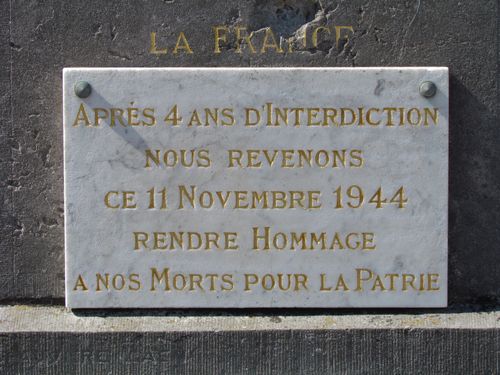 LA FRANCE
APRÈS 4 ANS D'INTERDICTION
NOUS REVENONS
CE 11 NOVEMBRE 1944
RENDRE HOMMAGE
A NOS MORTS POUR LA PATRIE